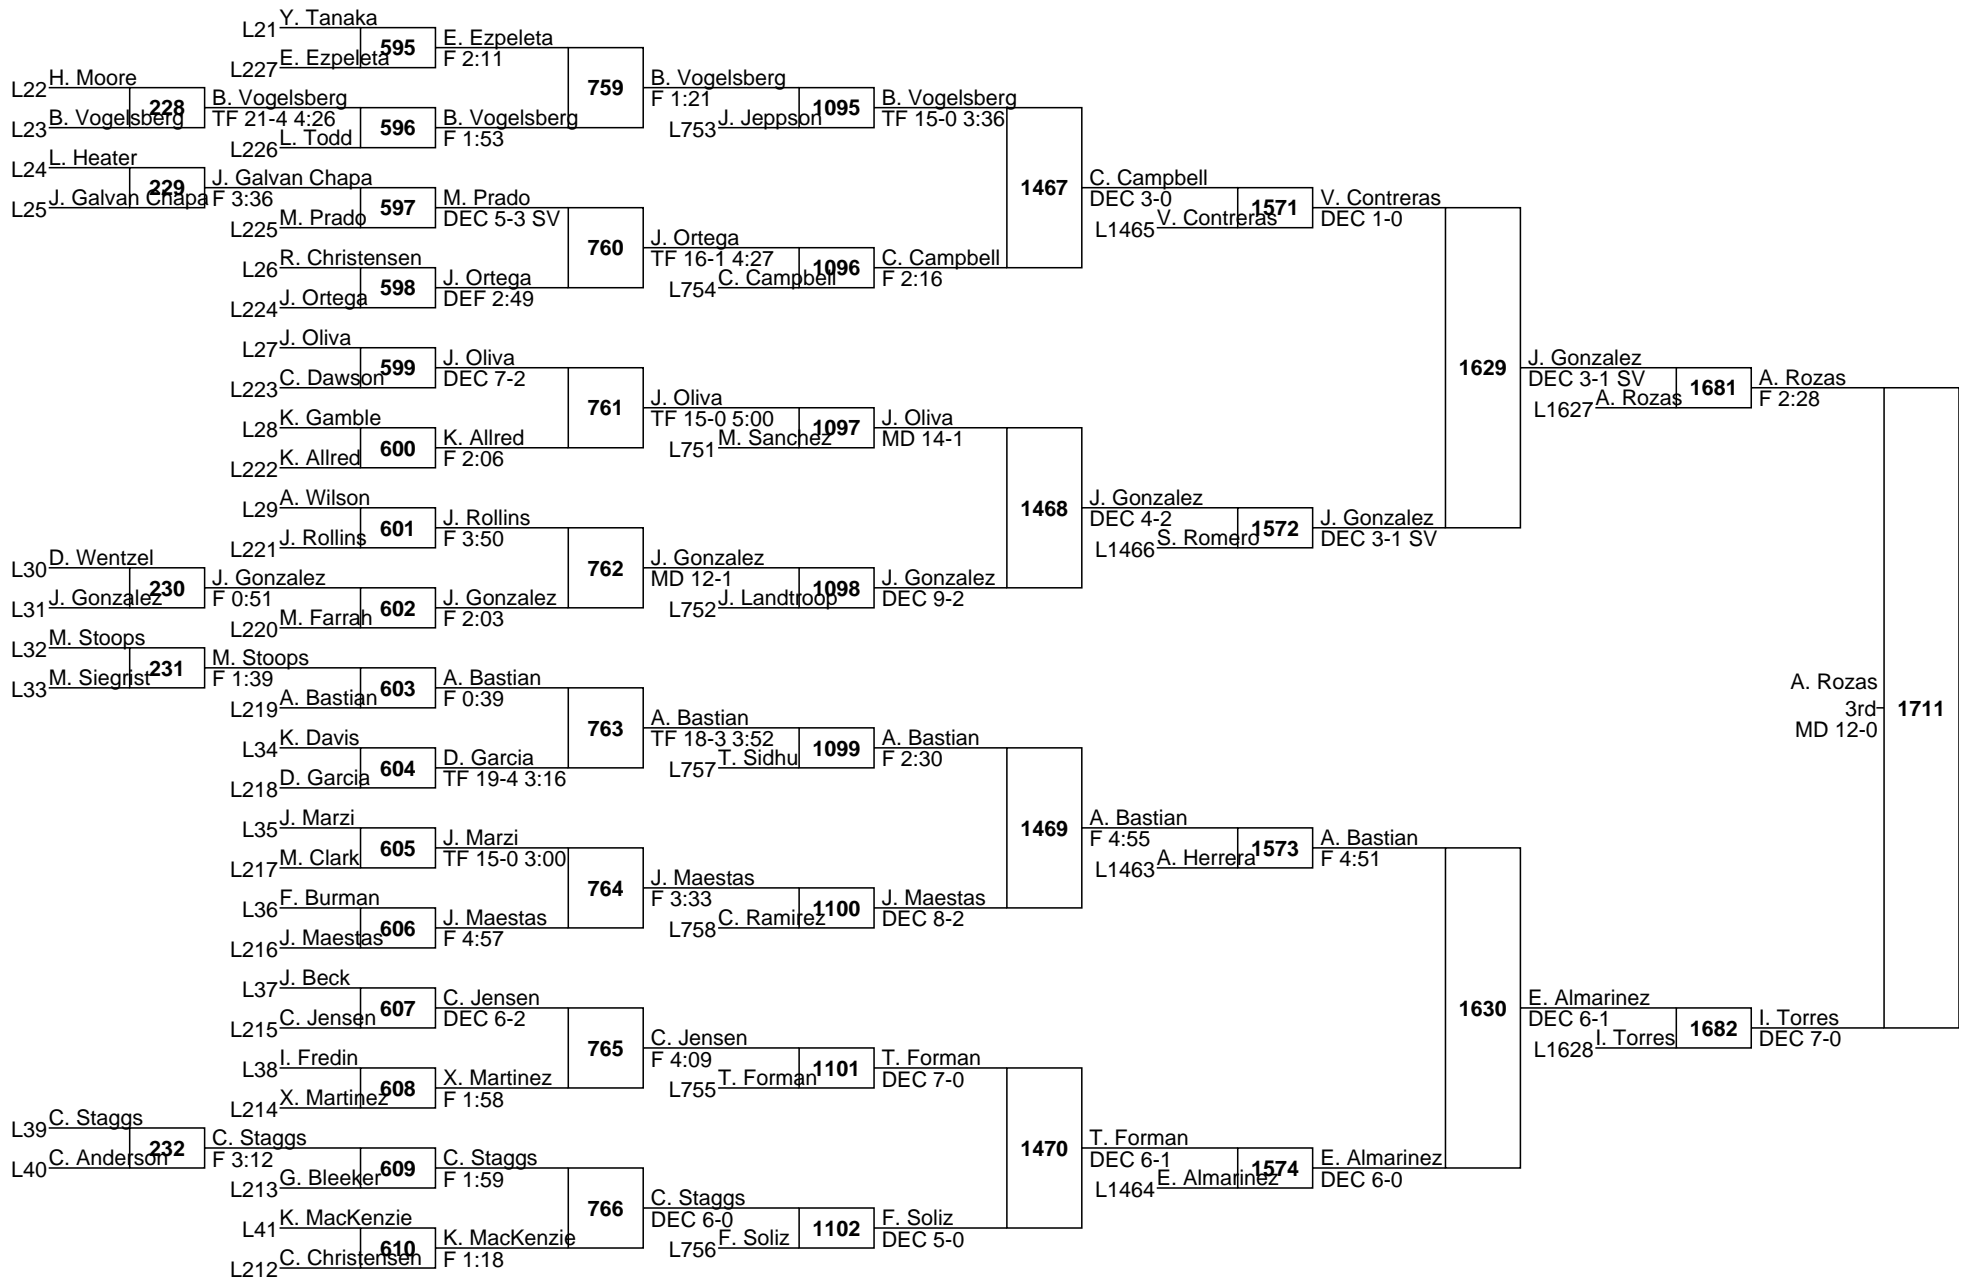 L21 Y. Tanaka
595
E. Ezpeleta
F 2:11
L227 E. Ezpeleta
759
B. Vogelsberg
F 1:21
L22 H. Moore
228
B. Vogelsberg
TF 21-4 4:26
L23 B. Vogelsberg
596
B. Vogelsberg
F 1:53
L226 L. Todd
L753 J. Jeppson
1095
B. Vogelsberg
TF 15-0 3:36
L24 L. Heater
229
J. Galvan Chapa
F 3:36
L25 J. Galvan Chapa
597
M. Prado
DEC 5-3 SV
L225 M. Prado
1467
C. Campbell
DEC 3-0
L1465 V. Contreras
1571
V. Contreras
DEC 1-0
760
J. Ortega
TF 16-1 4:27
L754 C. Campbell
1096
C. Campbell
F 2:16
L26 R. Christensen
598
J. Ortega
DEF 2:49
L224 J. Ortega
L27 J. Oliva
599
J. Oliva
DEC 7-2
L223 C. Dawson
1629
J. Gonzalez
DEC 3-1 SV
L1627 A. Rozas
1681
A. Rozas
F 2:28
761
J. Oliva
TF 15-0 5:00
L751 M. Sanchez
1097
J. Oliva
MD 14-1
L28 K. Gamble
600
K. Allred
F 2:06
L222 K. Allred
L29 A. Wilson
601
J. Rollins
F 3:50
L221 J. Rollins
1468
J. Gonzalez
DEC 4-2
L1466 S. Romero
1572
J. Gonzalez
DEC 3-1 SV
L30 D. Wentzel
230
J. Gonzalez
F 0:51
L31 J. Gonzalez
762
J. Gonzalez
MD 12-1
L752 J. Landtroop
1098
J. Gonzalez
DEC 9-2
602
J. Gonzalez
F 2:03
L220 M. Farrah
L32 M. Stoops
231
M. Stoops
F 1:39
L33 M. Siegrist
603
A. Bastian
F 0:39
L219 A. Bastian
A. Rozas
3rd
MD 12-0
1711
763
A. Bastian
TF 18-3 3:52
L757 T. Sidhu
1099
A. Bastian
F 2:30
L34 K. Davis
604
D. Garcia
TF 19-4 3:16
L218 D. Garcia
L35 J. Marzi
605
J. Marzi
TF 15-0 3:00
L217 M. Clark
1469
A. Bastian
F 4:55
L1463 A. Herrera
1573
A. Bastian
F 4:51
764
J. Maestas
F 3:33
L758 C. Ramirez
1100
J. Maestas
DEC 8-2
L36 F. Burman
606
J. Maestas
F 4:57
L216 J. Maestas
L37 J. Beck
607
C. Jensen
DEC 6-2
L215 C. Jensen
1630
E. Almarinez
DEC 6-1
L1628 I. Torres
1682
I. Torres
DEC 7-0
765
C. Jensen
F 4:09
L755 T. Forman
1101
T. Forman
DEC 7-0
L38 I. Fredin
608
X. Martinez
F 1:58
L214 X. Martinez
L39 C. Staggs
232
C. Staggs
F 3:12
L40 C. Anderson
609
C. Staggs
F 1:59
L213 G. Bleeker
1470
T. Forman
DEC 6-1
L1464 E. Almarinez
1574
E. Almarinez
DEC 6-0
766
C. Staggs
DEC 6-0
L756 F. Soliz
1102
F. Soliz
DEC 5-0
L41 K. MacKenzie
610
K. MacKenzie
F 1:18
L212 C. Christensen